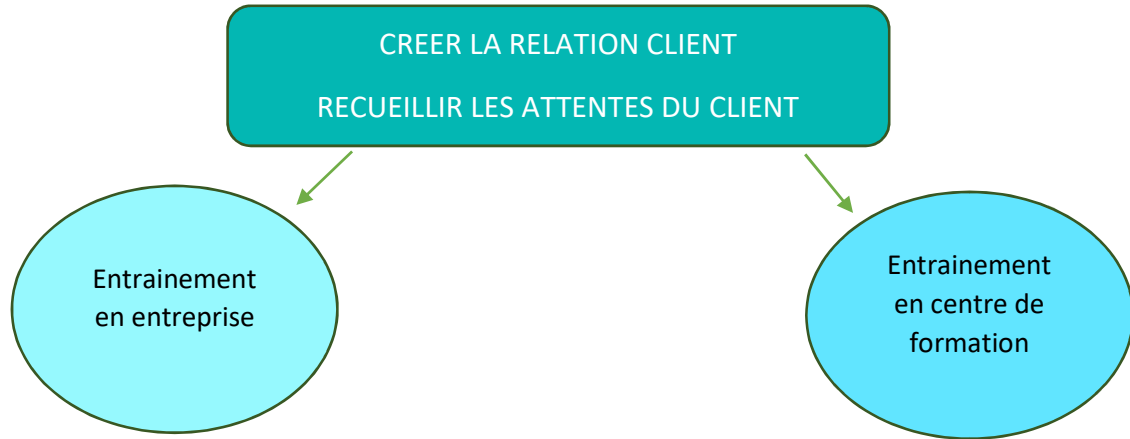 CREER LA RELATION CLIENT
RECUEILLIR LES ATTENTES DU CLIENT
Entrainement
en entreprise
Entrainement
en centre de
formation